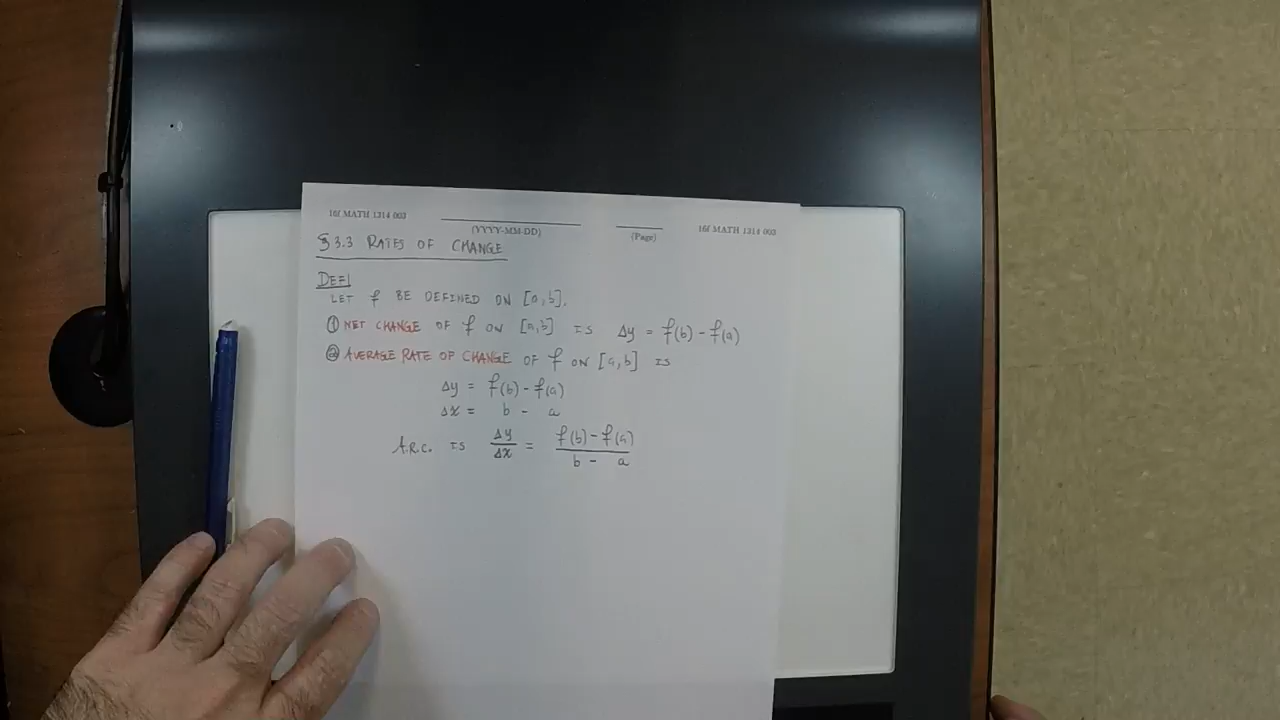 16f MATH 1314 003 (YYYY-MM-DD) (Page) 16f MATH 1314 003
§ 3.3 RATES OF CHANGE
DEF|
LET f BE DEFINED ON [a,b].
① NET CHANGE OF f ON [a,b] IS Δy = f(b) - f(a)
② AVERAGE RATE OF CHANGE OF f ON [a,b] IS
Δy = f(b) - f(a)
Δx = b - a
A.R.C. IS Δy/Δx = f(b) - f(a) / b - a